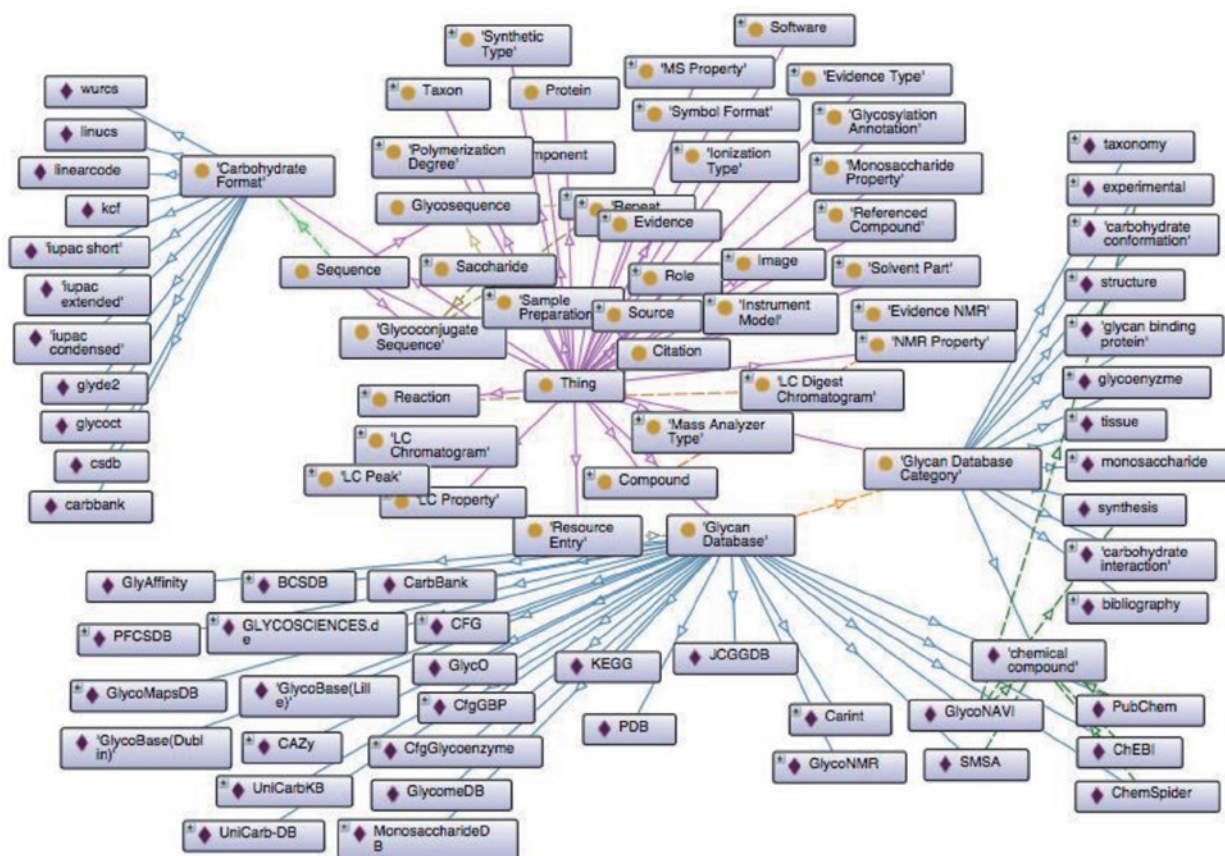 Software
'Synthetic
Type'
'MS Property'
'Evidence Type'
wurcs
Taxon
Protein
'Symbol Format'
'Glycosylation
Annotation'
linucs
'Polymerization
Degree'
'Ionization
Type'
taxonomy
linearcode
'Carbohydrate
Format'
'Monosaccharide
Property'
experimental
kcf
Glycosequence
'Repeat
Evidence
'Referenced
Compound'
'carbohydrate
conformation'
'iupac short'
Sequence
Saccharide
Role
Image
'Solvent Part'
structure
'iupac
extended'
'Sample
Preparation'
Source
'Instrument
Model'
'Evidence NMR'
'glycan binding
protein'
'iupac
condensed'
'Glycoconjugate
Sequence'
Citation
'NMR Property'
glyde2
Thing
glycoenyzme
Reaction
'LC Digest
Chromatogram'
glycoct
'Mass Analyzer
Type'
tissue
csdb
'LC
Chromatogram'
'Glycan Database
Category'
monosaccharide
'LC Peak'
Compound
carbbank
'LC Property'
synthesis
'Resource
Entry'
'Glycan
Database'
'carbohydrate
interaction'
GlyAffinity
BCSDB
CarbBank
bibliography
PFCSDB
GLYCOSCIENCES.d
e
CFG
JCGGDB
'chemical
compound'
GlycO
KEGG
GlycoMapsDB
'GlycoBase(Lill
e)'
CfgGBP
PDB
Carint
GlycoNAVI
PubChem
'GlycoBase(Dubl
in)'
CAZy
CfgGlycoenzyme
GlycoNMR
SMSA
ChEBI
UniCarbKB
GlycomeDB
ChemSpider
UniCarb-DB
MonosaccharideD
B